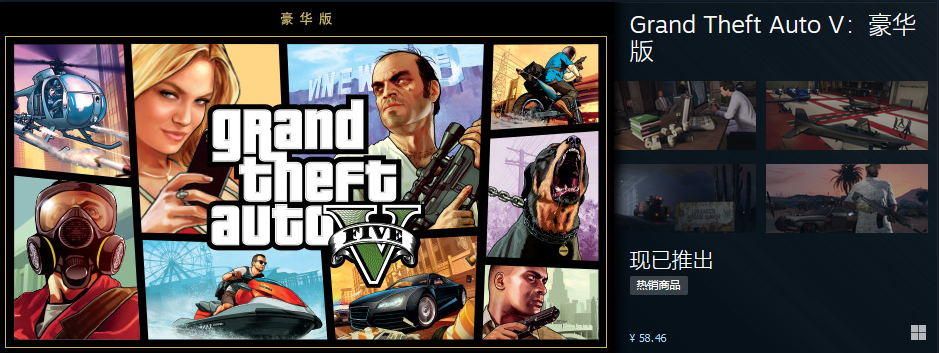 豪华版
VINEWOOD
grand
theft
auto
V
FIVE
Grand Theft Auto V：豪华
版
现已推出
热销商品
¥ 58.46